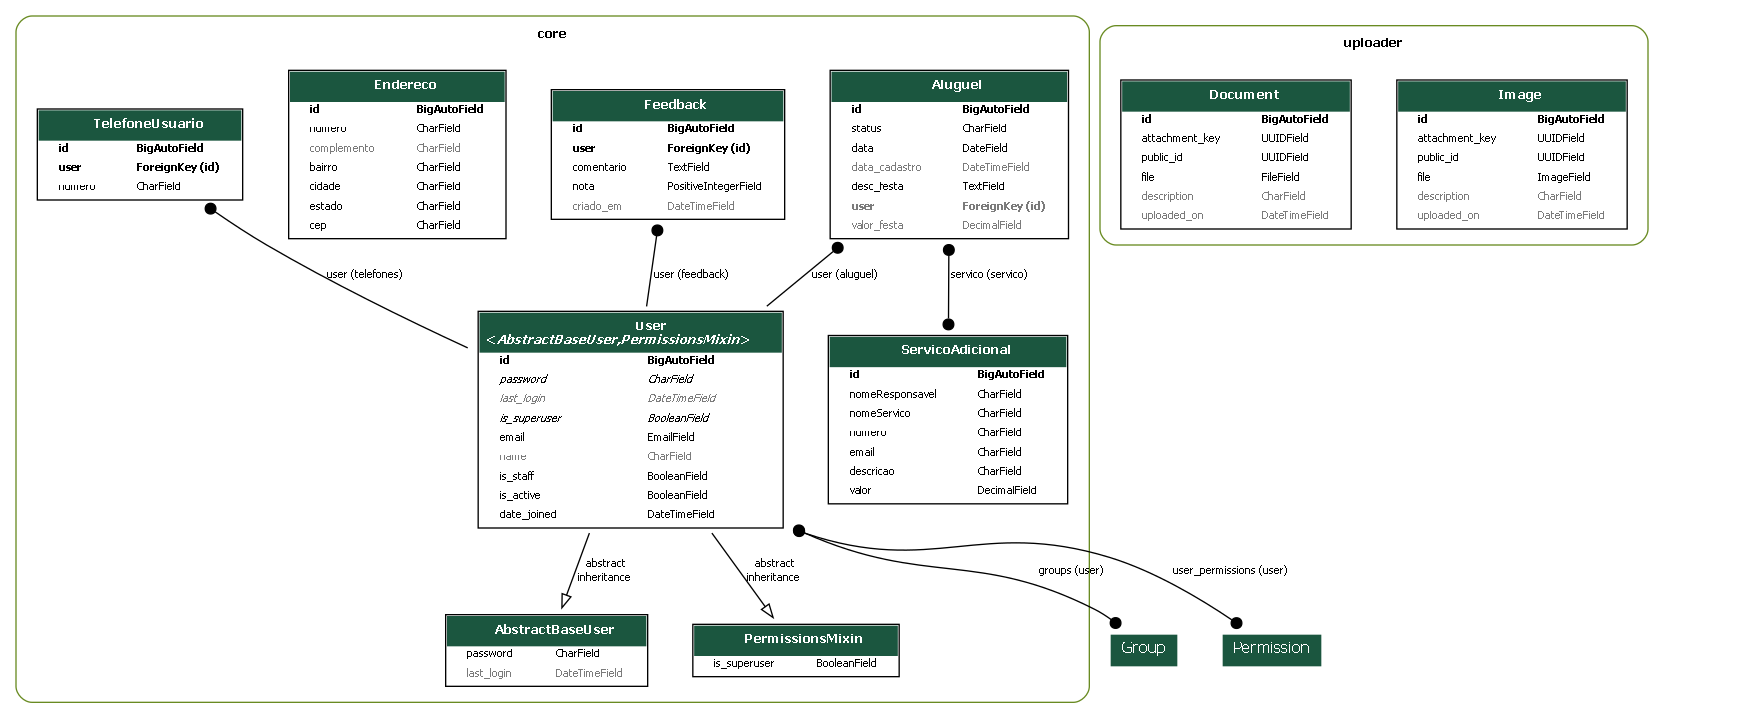 core
TelefoneUsuario
id BigAutoField
user ForeignKey (id)
numero CharField
Endereco
id BigAutoField
numero CharField
complemento CharField
bairro CharField
cidade CharField
estado CharField
cep CharField
Feedback
id BigAutoField
user ForeignKey (id)
comentario TextField
nota PositiveIntegerField
criado_em DateTimeField
Aluguel
id BigAutoField
status CharField
data DateField
data_cadastro DateTimeField
desc_festa TextField
user ForeignKey (id)
valor_festa DecimalField
uploader
Document
id BigAutoField
attachment_key UUIDField
public_id UUIDField
file FileField
description CharField
uploaded_on DateTimeField
Image
id BigAutoField
attachment_key UUIDField
public_id UUIDField
file ImageField
description CharField
uploaded_on DateTimeField
user (telefones)
user (feedback)
user (aluguel)
servico (servico)
User
<AbstractBaseUser,PermissionsMixin>
id BigAutoField
password CharField
last_login DateTimeField
is_superuser BooleanField
email EmailField
name CharField
is_staff BooleanField
is_active BooleanField
date_joined DateTimeField
ServicoAdicional
id BigAutoField
nomeResponsavel CharField
nomeServico CharField
numero CharField
email CharField
descricao CharField
valor DecimalField
abstract
inheritance
abstract
inheritance
groups (user)
user_permissions (user)
AbstractBaseUser
password CharField
last_login DateTimeField
PermissionsMixin
is_superuser BooleanField
Group
Permission